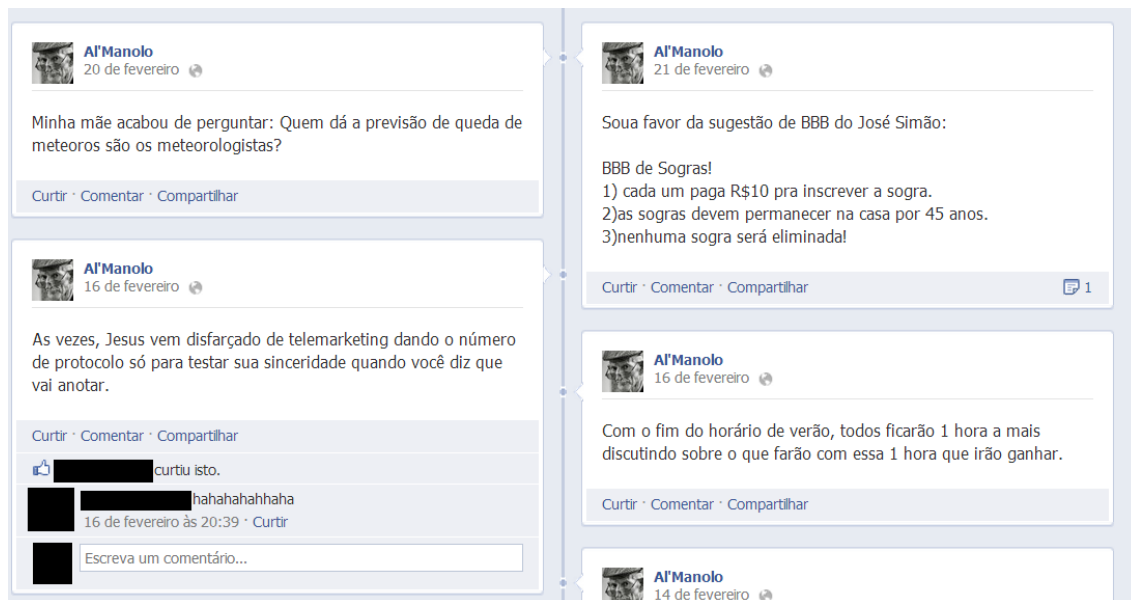 Al'Manolo
20 de fevereiro
Minha mãe acabou de perguntar: Quem dá a previsão de queda de
meteoros são os meteorologistas?
Curtir · Comentar · Compartilhar
Al'Manolo
16 de fevereiro
As vezes, Jesus vem disfarçado de telemarketing dando o número
de protocolo só para testar sua sinceridade quando você diz que
vai anotar.
Curtir · Comentar · Compartilhar
curtiu isto.
hahahahahhaha
16 de fevereiro às 20:39 · Curtir
Escreva um comentário...
Al'Manolo
21 de fevereiro
Soua favor da sugestão de BBB do José Simão:
BBB de Sogras!
1) cada um paga R$10 pra inscrever a sogra.
2)as sogras devem permanecer na casa por 45 anos.
3)nenhuma sogra será eliminada!
Curtir · Comentar · Compartilhar 1
Al'Manolo
16 de fevereiro
Com o fim do horário de verão, todos ficarão 1 hora a mais
discutindo sobre o que farão com essa 1 hora que irão ganhar.
Curtir · Comentar · Compartilhar
Al'Manolo
14 de fevereiro